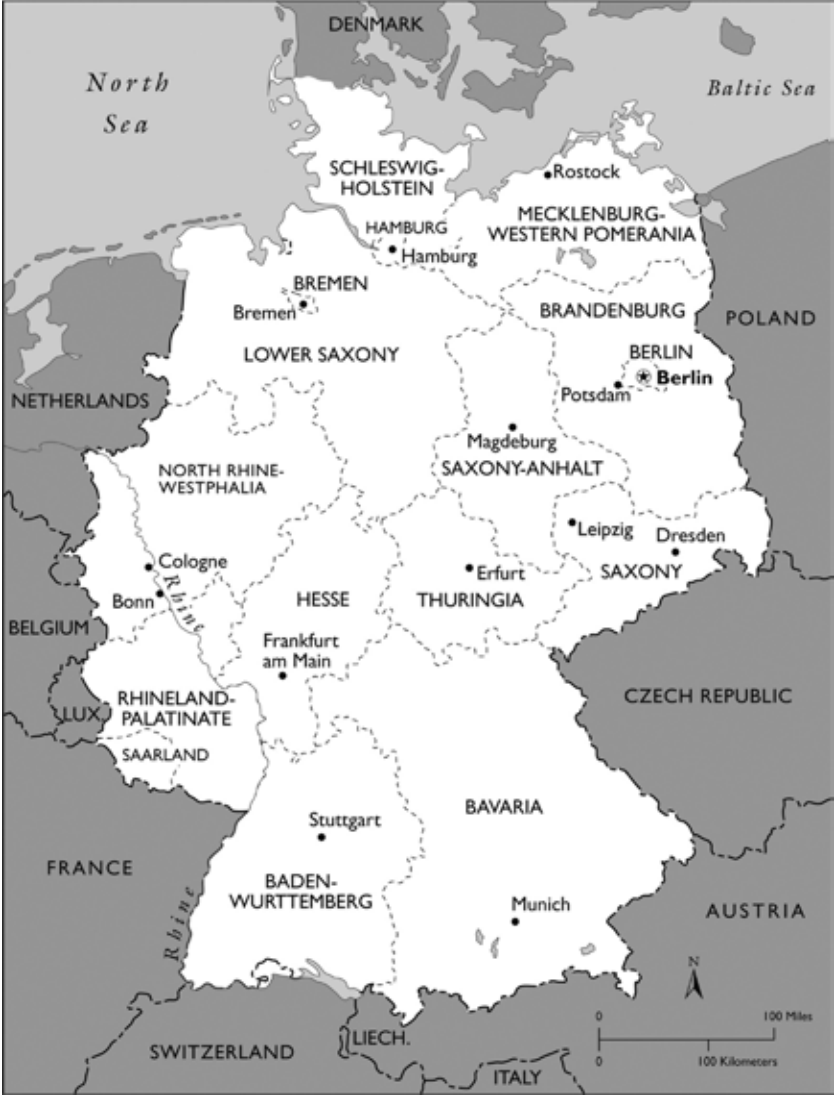 DENMARK
North
Sea
Baltic Sea
SCHLESWIG-
HOLSTEIN
Rostock
MECKLENBURG-
WESTERN POMERANIA
HAMBURG
Hamburg
BREMEN
Bremen
BRANDENBURG
POLAND
LOWER SAXONY
BERLIN
Berlin
Potsdam
NETHERLANDS
Magdeburg
SAXONY-ANHALT
NORTH RHINE-
WESTPHALIA
Leipzig
Dresden
Cologne
Rhine
Erfurt
SAXONY
Bonn
HESSE
THURINGIA
BELGIUM
Frankfurt
am Main
CZECH REPUBLIC
RHINELAND-
PALATINATE
LUX.
SAARLAND
BAVARIA
Stuttgart
FRANCE
BADEN-
WURTTEMBERG
Munich
AUSTRIA
Rhine
N
0 100 Miles
0 100 Kilometers
SWITZERLAND
LIECH.
ITALY